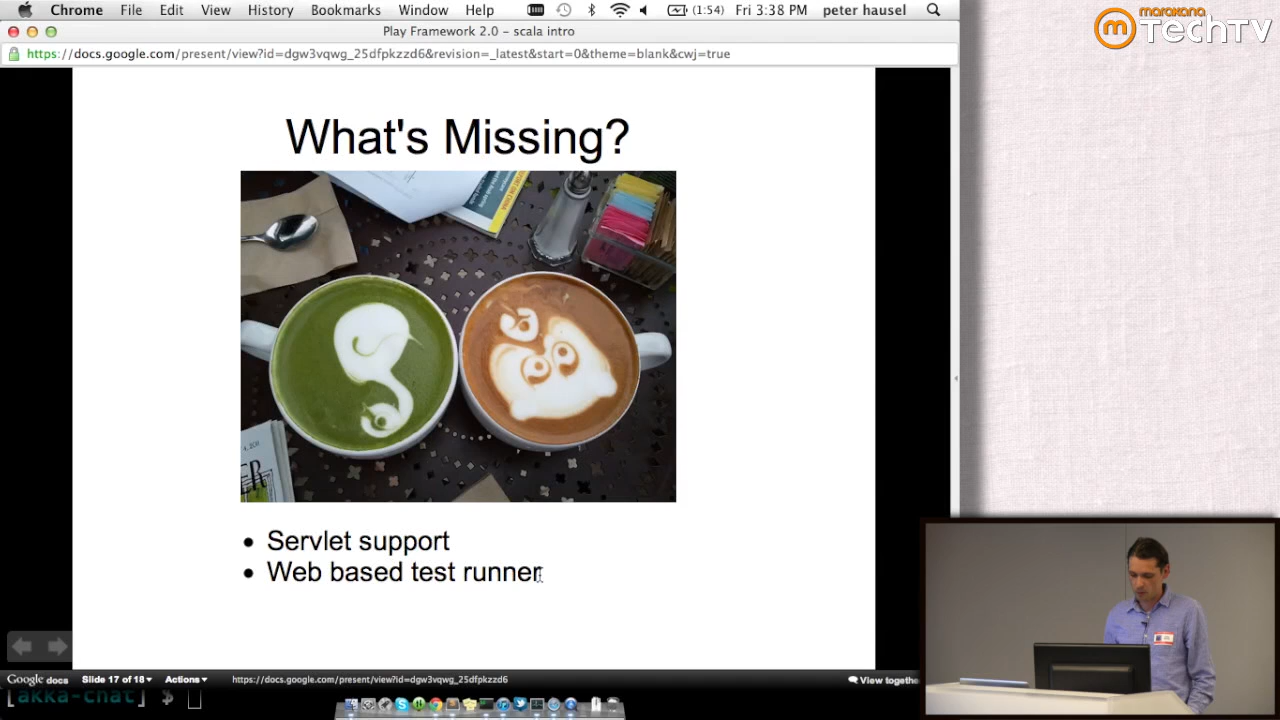 Chrome File Edit View History Bookmarks Window Help (1:54) Fri 3:38 PM peter hausel
marakana
TechTV
Play Framework 2.0 – scala intro
https://docs.google.com/present/view?id=dgw3vqwg_25dfpkzzd6&revision=_latest&start=0&theme=blank&cwj=true
What's Missing?
• Servlet support
• Web based test runner
Google docs Slide 17 of 18 Actions https://docs.google.com/present/view?id=dgw3vqwg_25dfpkzzd6 View togethe
[akka-chat] $